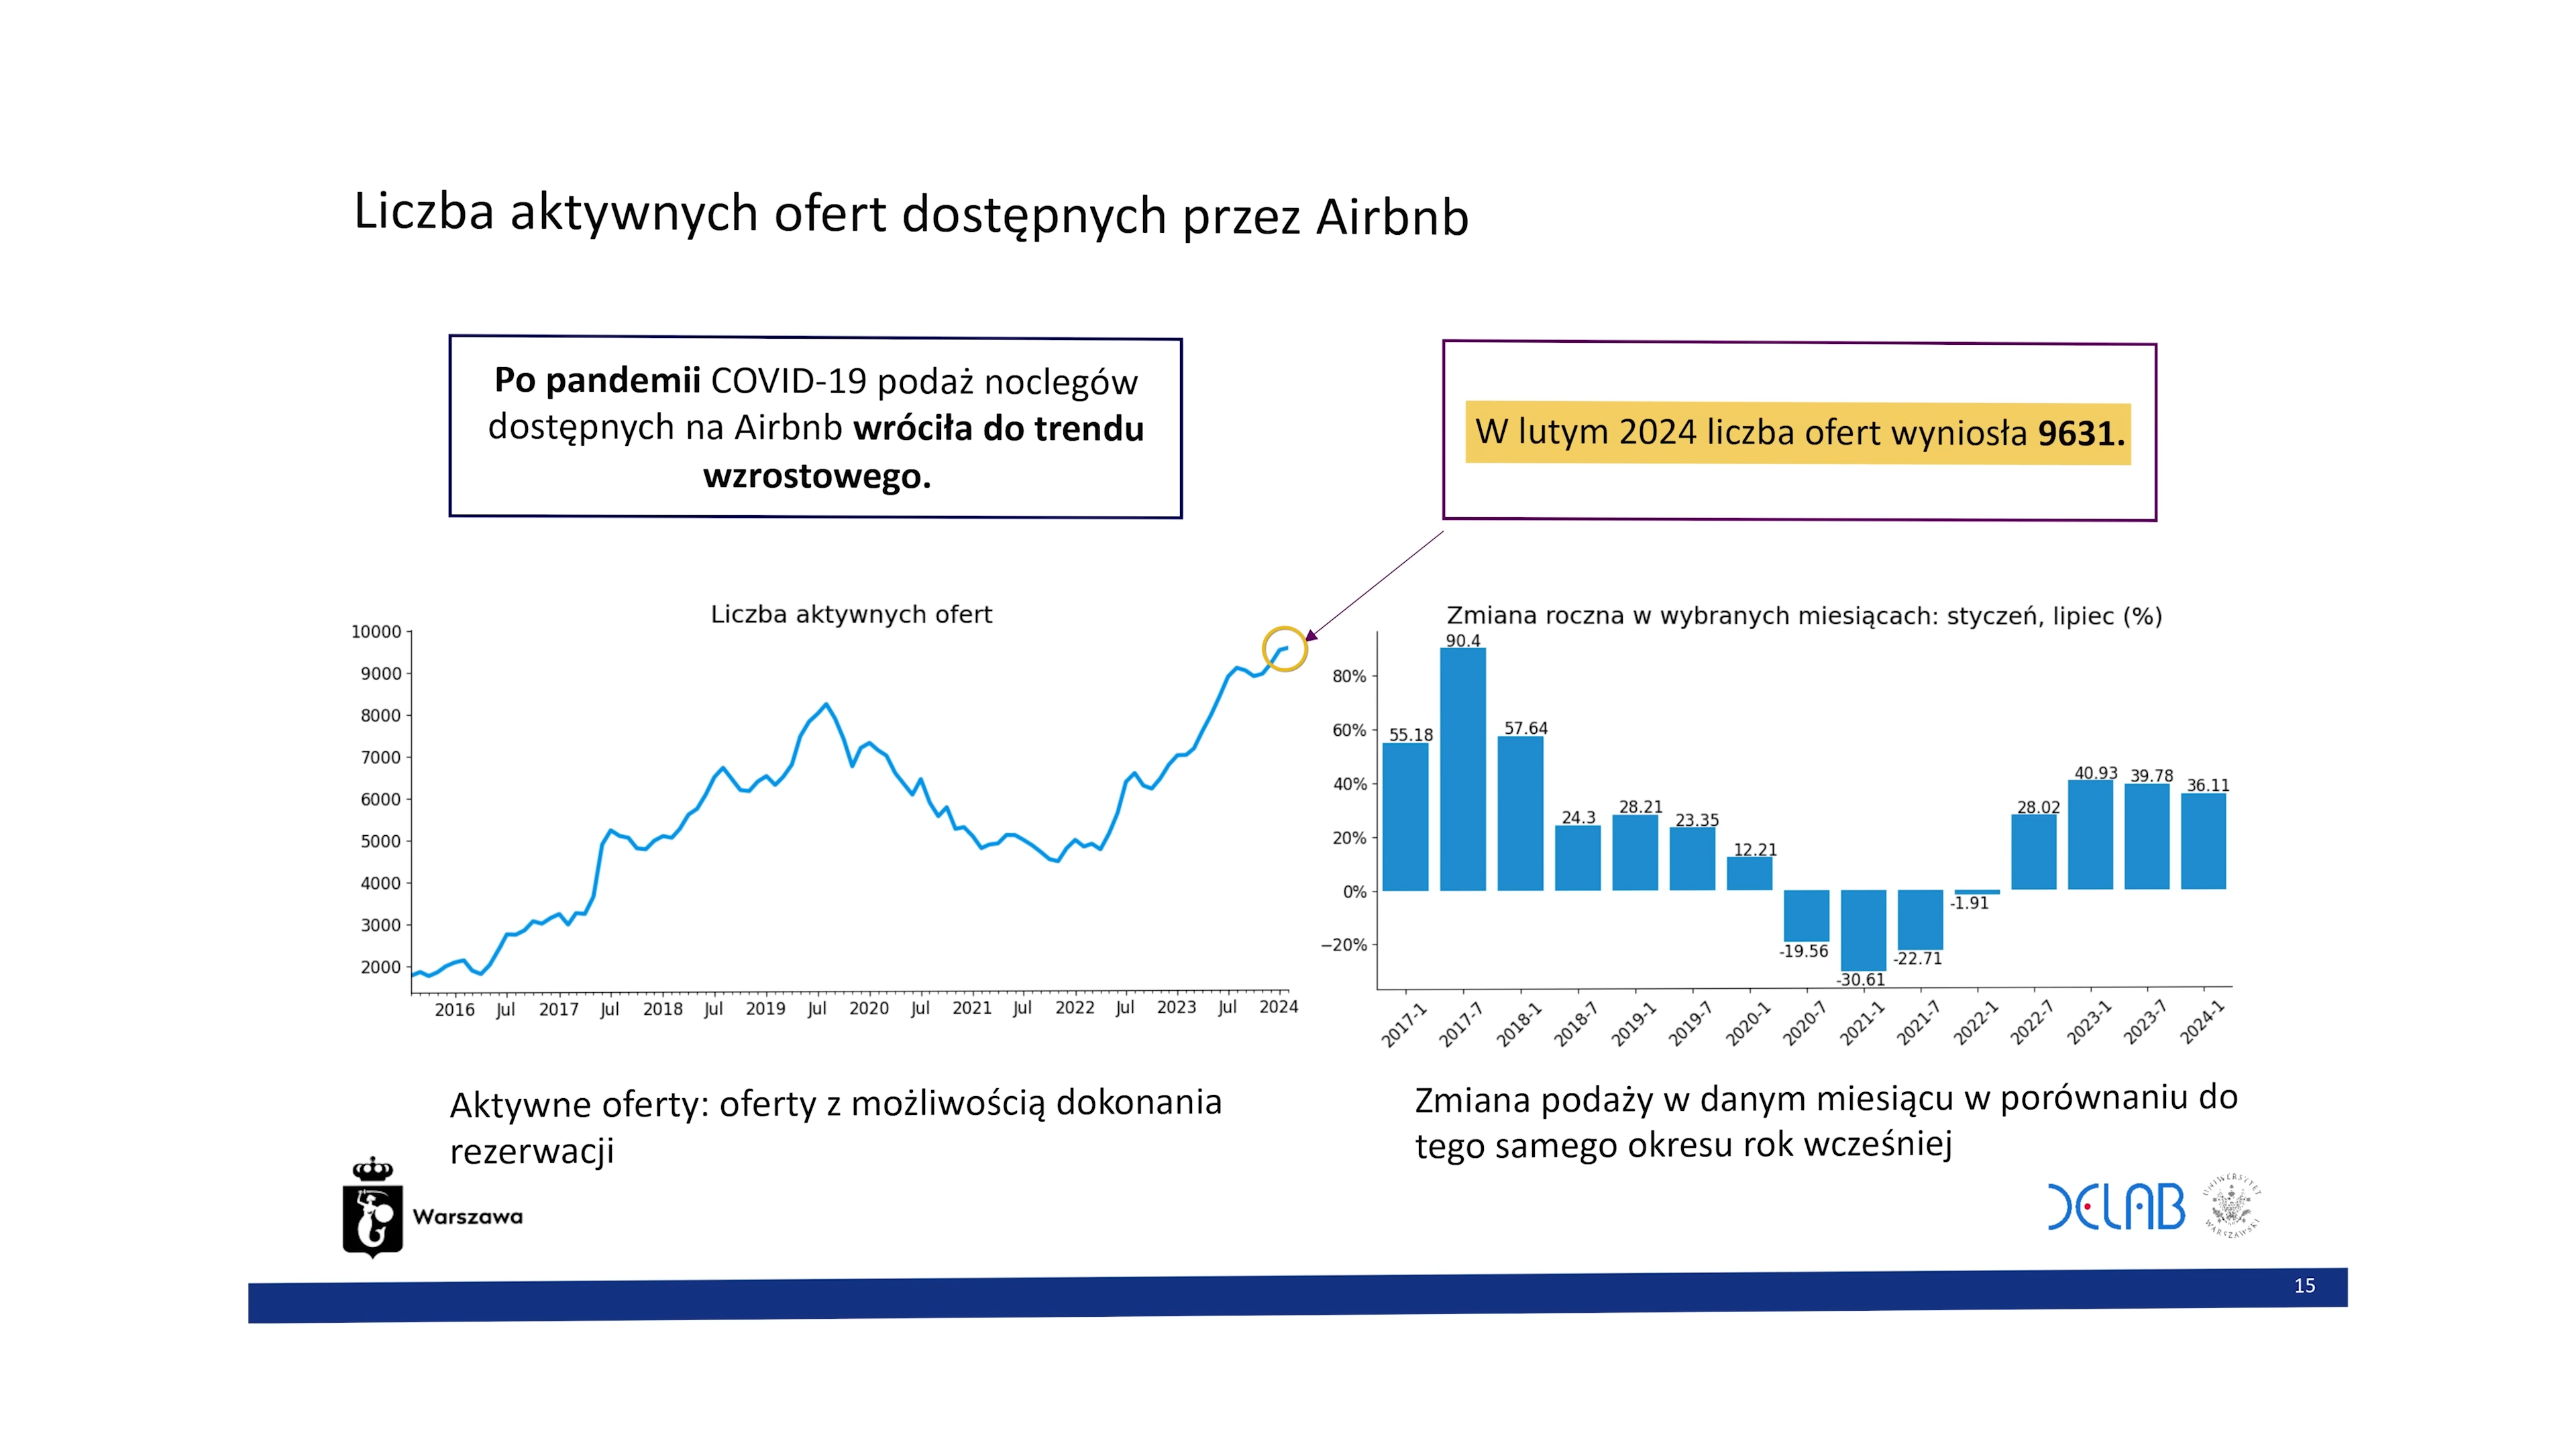 Liczba aktywnych ofert dostępnych przez Airbnb
Po pandemii COVID-19 podaż noclegów
dostępnych na Airbnb wróciła do trendu
wzrostowego.
W lutym 2024 liczba ofert wyniosła 9631.
Liczba aktywnych ofert
10000
9000
8000
7000
6000
5000
4000
3000
2000
2016 Jul 2017 Jul 2018 Jul 2019 Jul 2020 Jul 2021 Jul 2022 Jul 2023 Jul 2024
Zmiana roczna w wybranych miesiącach: styczeń, lipiec (%)
80%
60%
40%
20%
0%
−20%
55.18
90.4
57.64
24.3
28.21
23.35
12.21
-19.56
-30.61
-22.71
-1.91
28.02
40.93
39.78
36.11
2017-1 2017-7 2018-1 2018-7 2019-1 2019-7 2020-1 2020-7 2021-1 2021-7 2022-1 2022-7 2023-1 2023-7 2024-1
Aktywne oferty: oferty z możliwością dokonania
rezerwacji
Zmiana podaży w danym miesiącu w porównaniu do
tego samego okresu rok wcześniej
Warszawa
DELAB
UNIWERSYTET
WARSZAWSKI
15